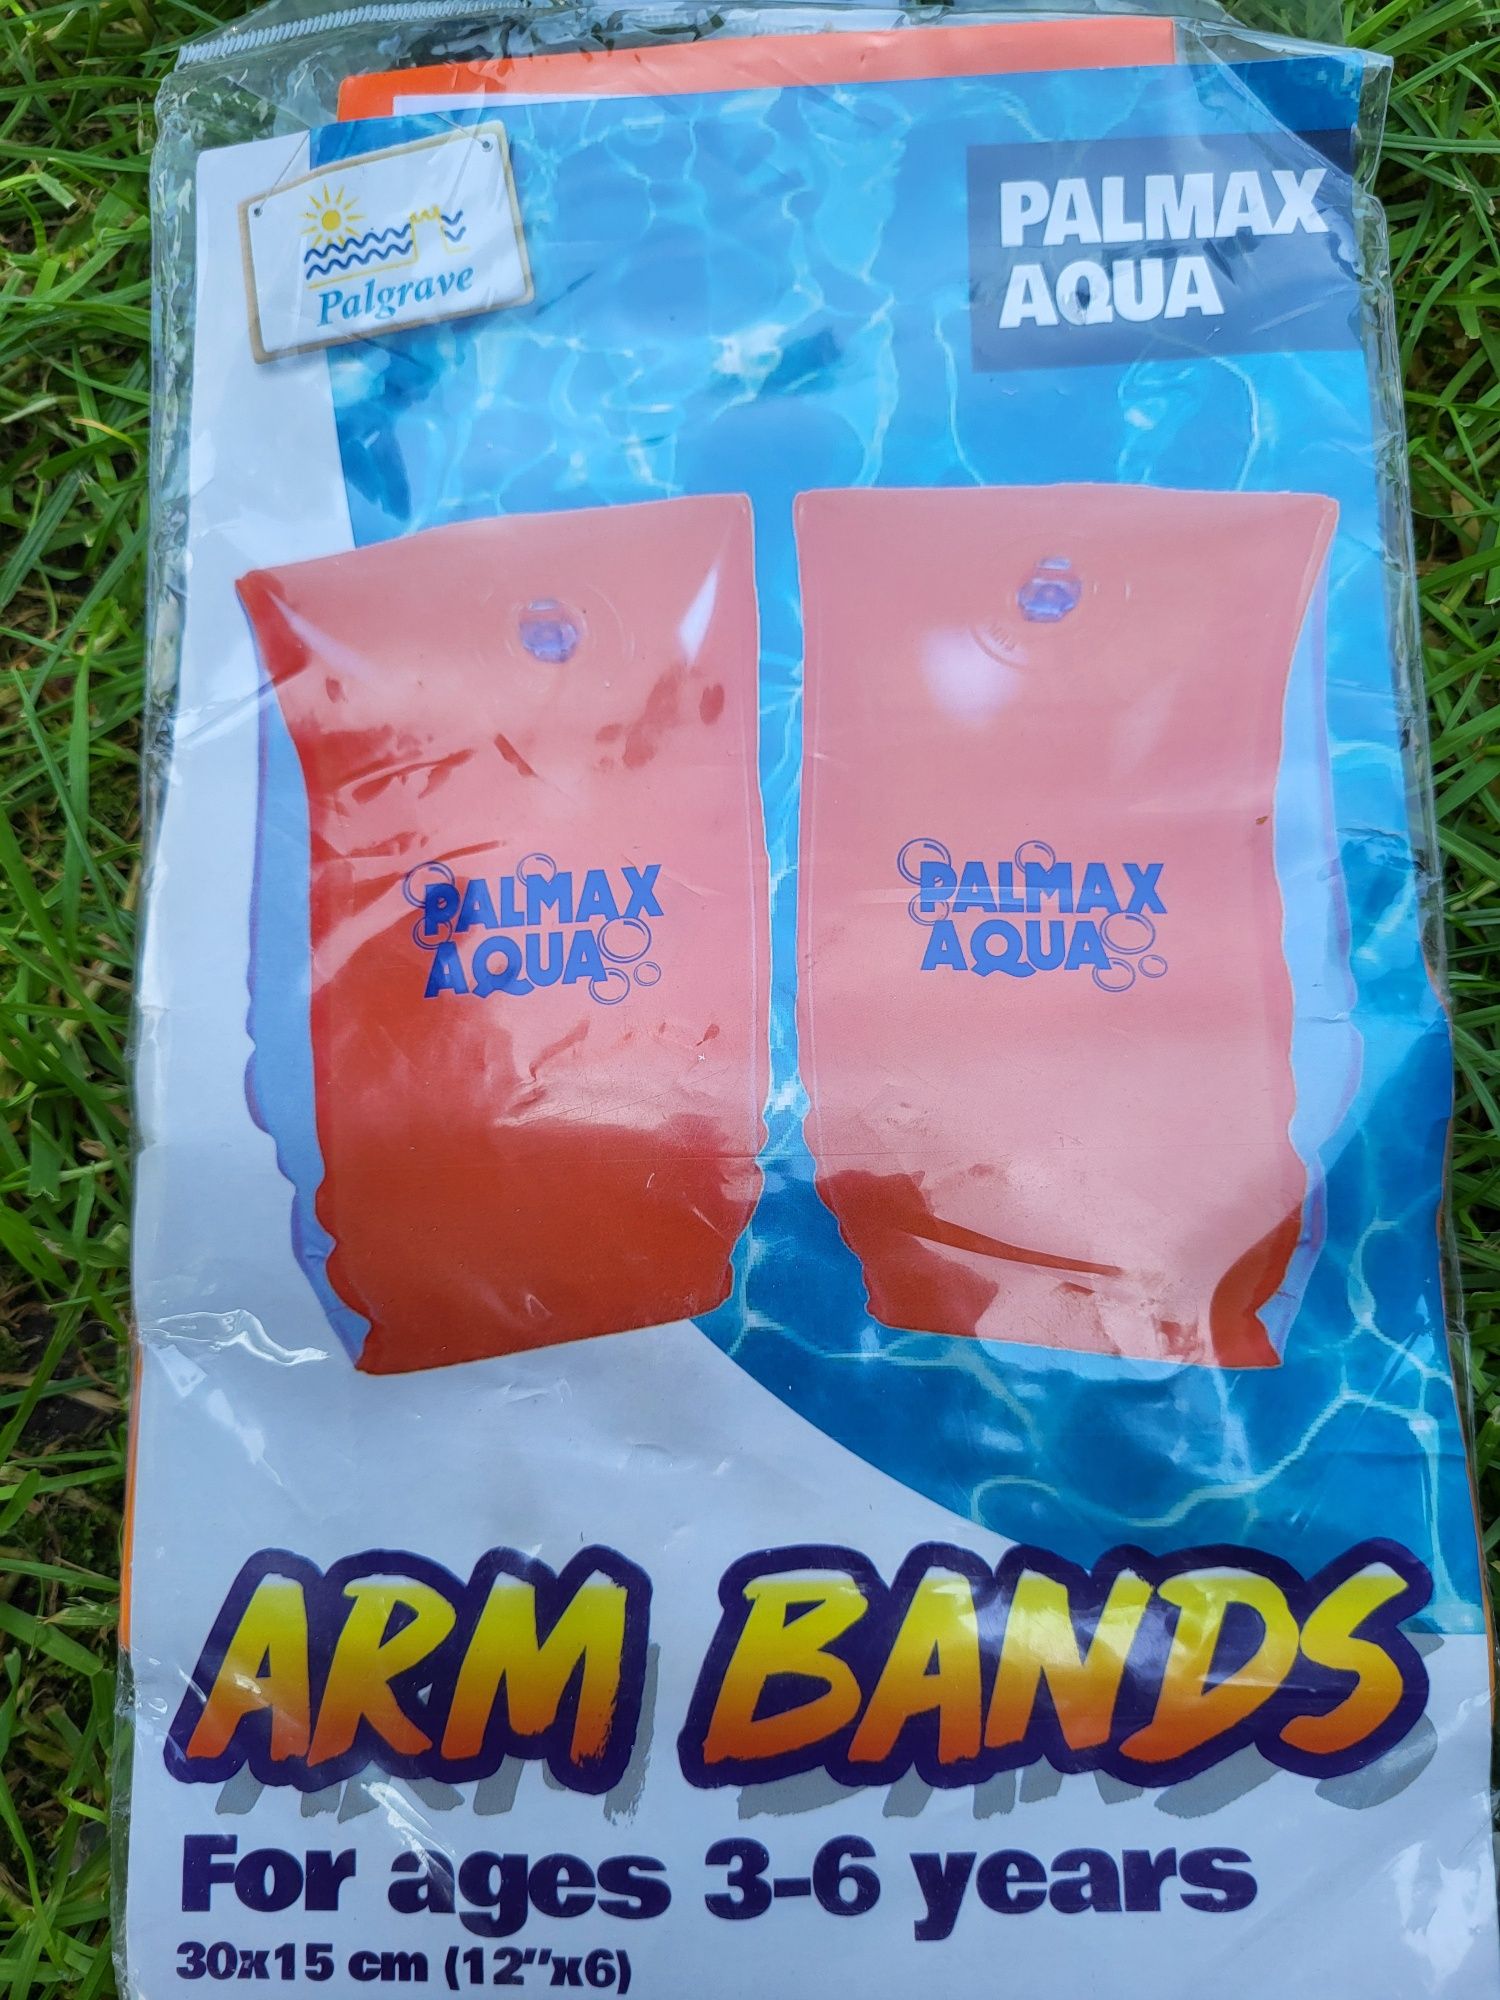 Palgrave
PALMAX
AQUA
PALMAX
AQUA
PALMAX
AQUA
ARM BANDS
For ages 3-6 years
30x15 cm (12"x6)